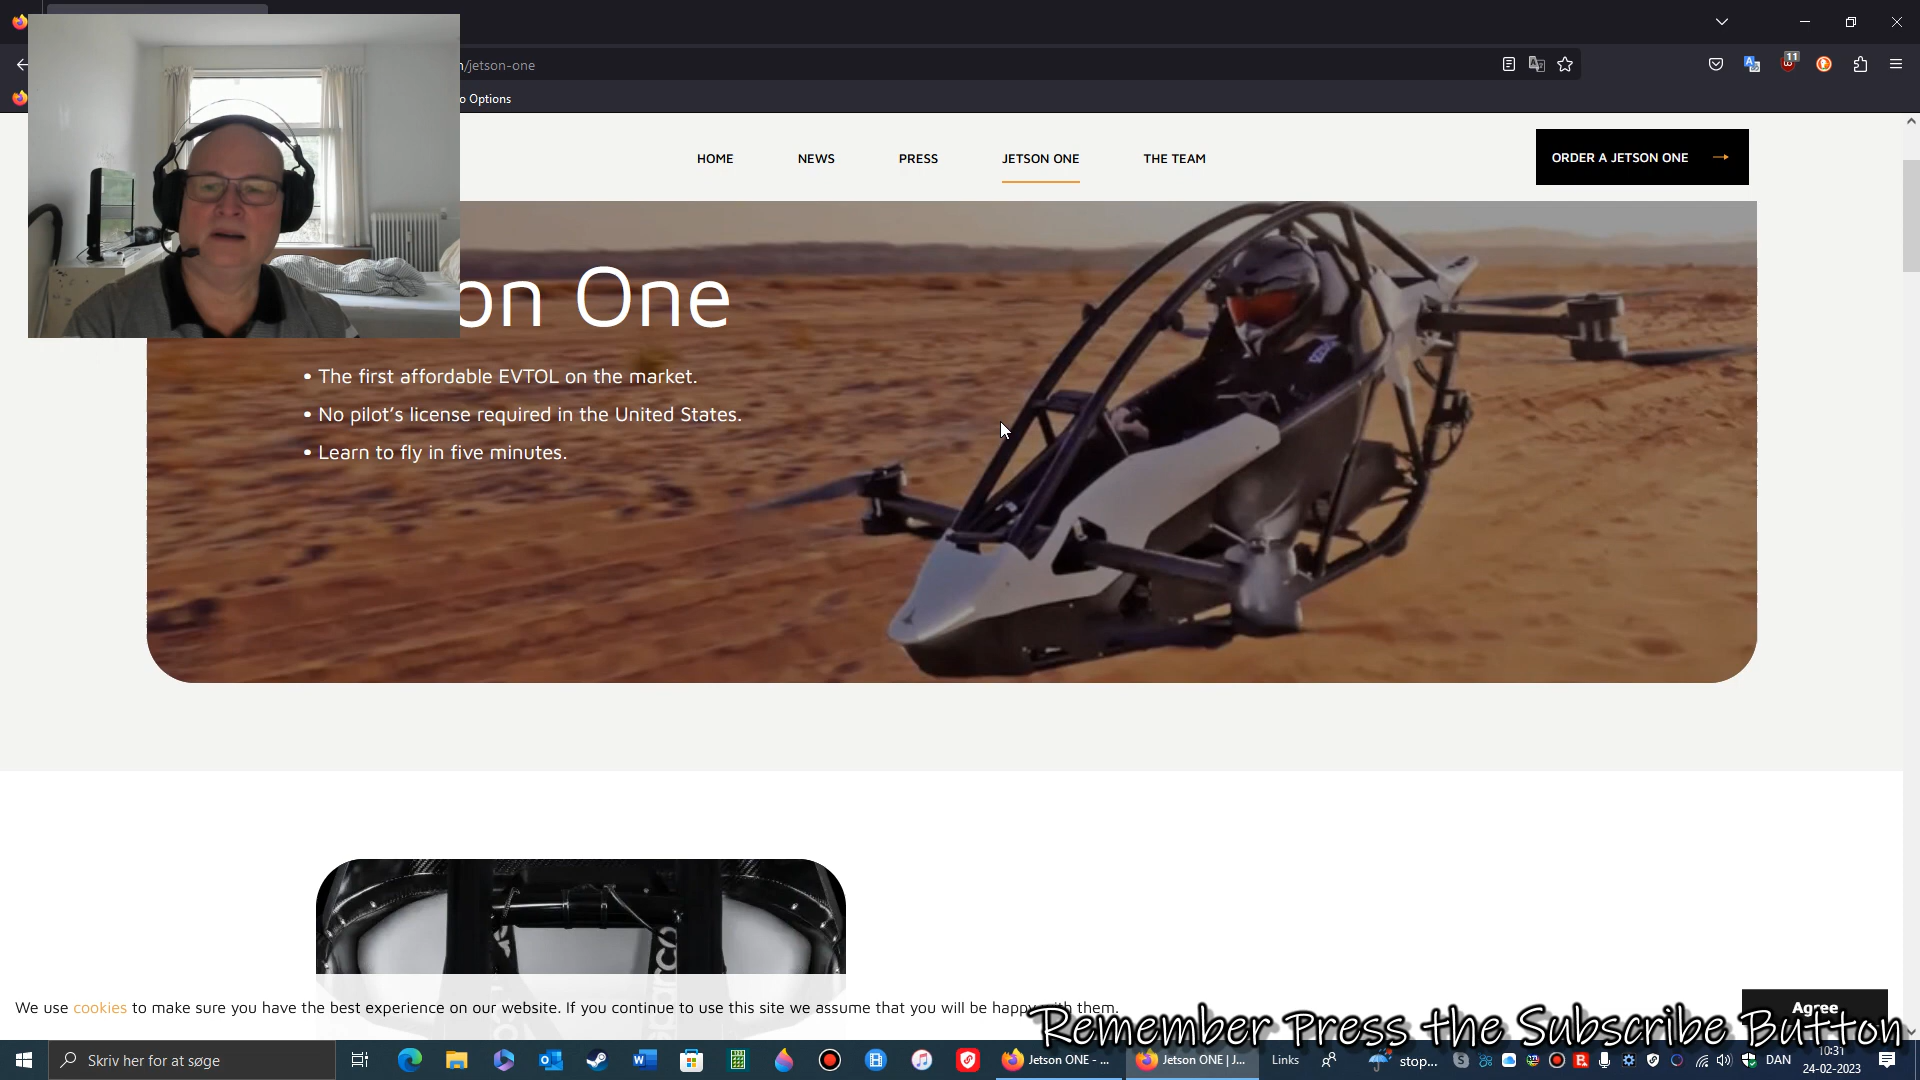 /jetson-one
11
o Options
HOME
NEWS
PRESS
JETSON ONE
THE TEAM
ORDER A JETSON ONE
on One
• The first affordable EVTOL on the market.
• No pilot's license required in the United States.
• Learn to fly in five minutes.
We use cookies to make sure you have the best experience on our website. If you continue to use this site we assume that you will be happy with them.
Agree
Remember Press the Subscribe Button
Skriv her for at søge
Jetson ONE - ...
Jetson ONE | J...
Links
stop...
DAN
10:31
24-02-2023